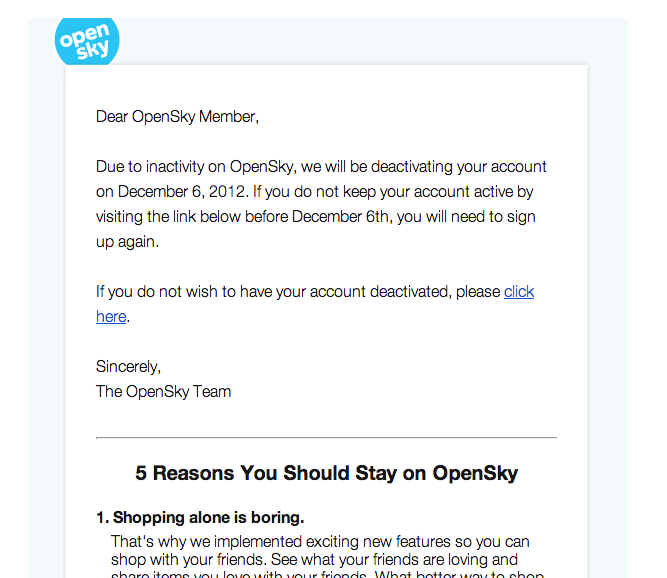 open
sky
Dear OpenSky Member,
Due to inactivity on OpenSky, we will be deactivating your account
on December 6, 2012. If you do not keep your account active by
visiting the link below before December 6th, you will need to sign
up again.
If you do not wish to have your account deactivated, please click
here.
Sincerely,
The OpenSky Team
5 Reasons You Should Stay on OpenSky
1. Shopping alone is boring.
That's why we implemented exciting new features so you can
shop with your friends. See what your friends are loving and
share items you love with your friends. What better way to shop